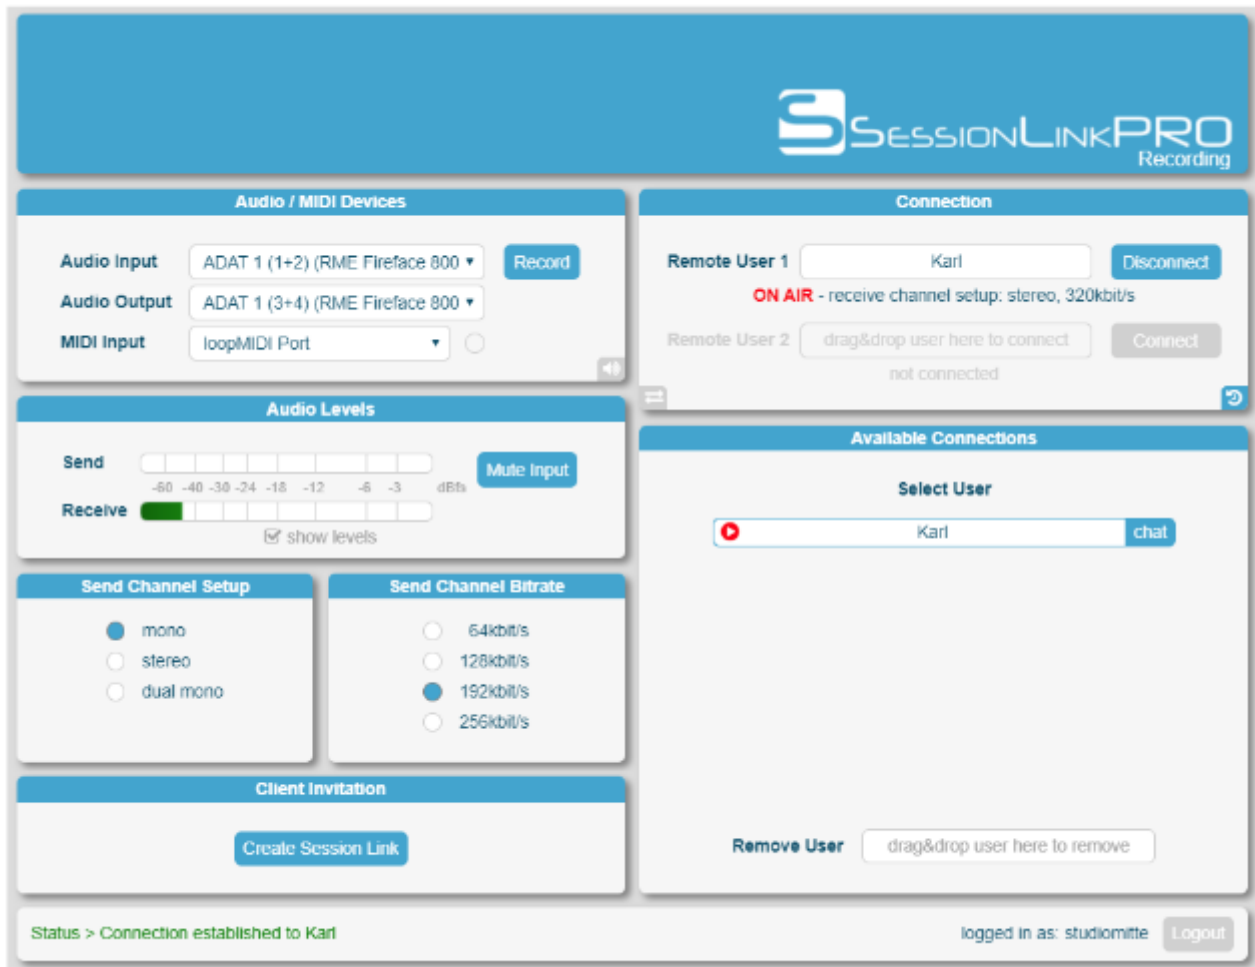 SESSIONLINKPRO
Recording
Audio / MIDI Devices
Audio Input ADAT 1 (1+2) (RME Fireface 800 Record
Audio Output ADAT 1 (3+4) (RME Fireface 800
MIDI Input loopMIDI Port
Audio Levels
Send Mute Input
-60 -40 -30 -24 -18 -12 -6 -3 dBfs
Receive
show levels
Send Channel Setup
mono
stereo
dual mono
Send Channel Bitrate
64kbit/s
128kbit/s
192kbit/s
256kbit/s
Client Invitation
Create Session Link
Connection
Remote User 1 Karl Disconnect
ON AIR - receive channel setup: stereo, 320kbit/s
Remote User 2 drag&drop user here to connect Connect
not connected
Available Connections
Select User
Karl chat
Remove User drag&drop user here to remove
Status > Connection established to Karl
logged in as: studiomitte Logout